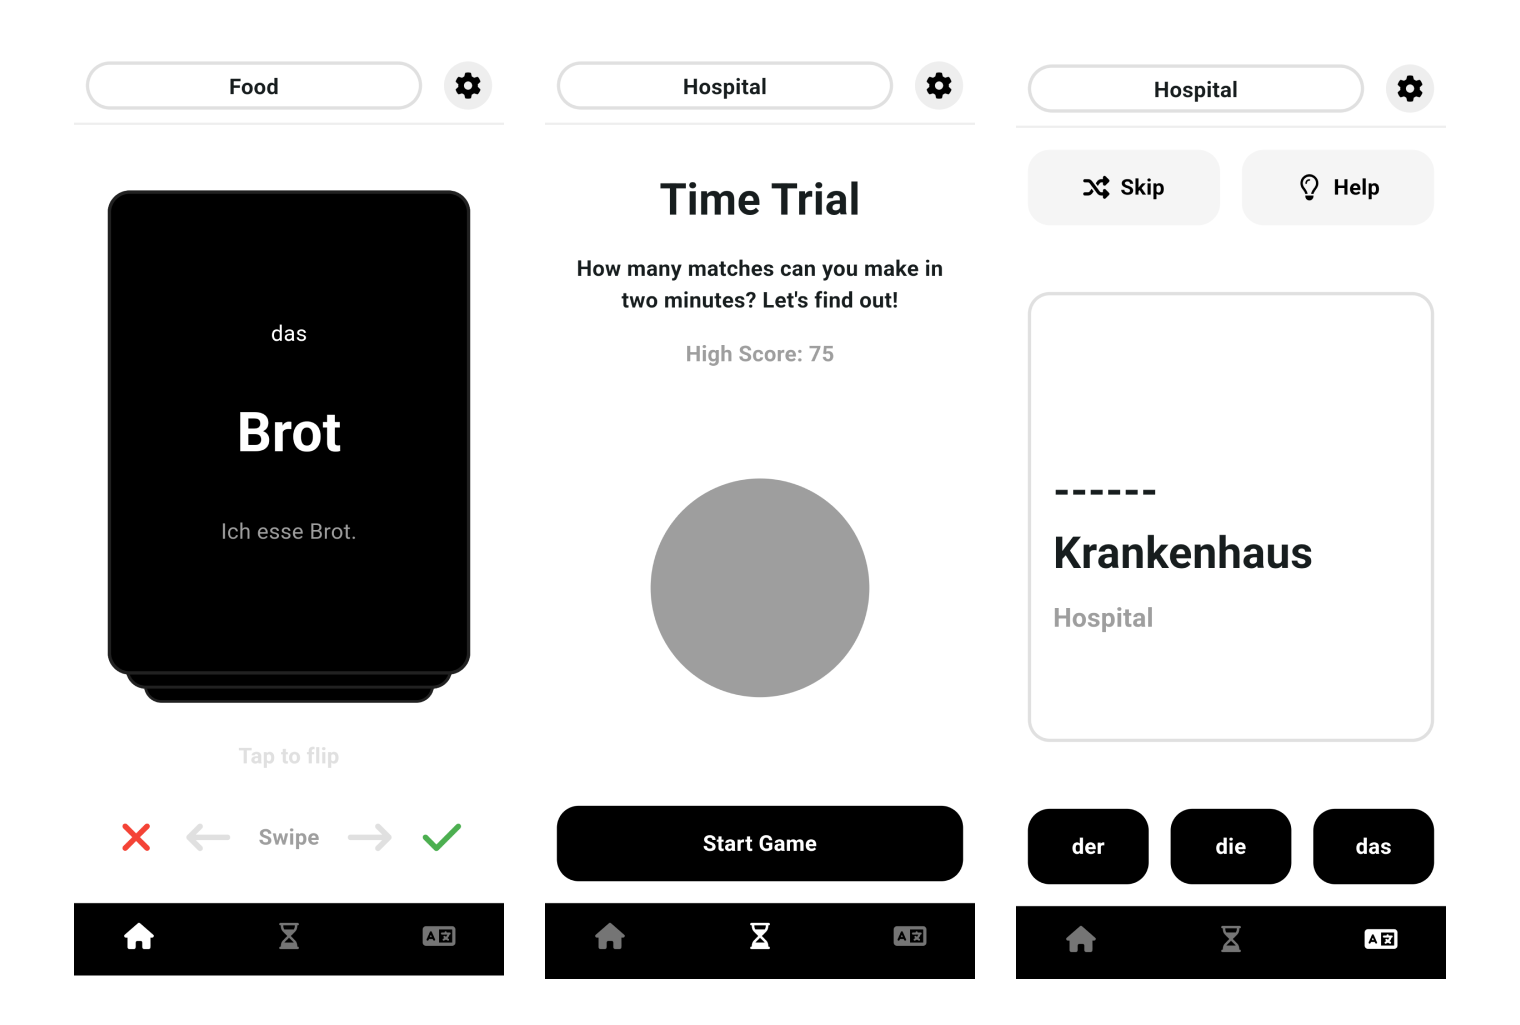 Food
das
Brot
Ich esse Brot.
Tap to flip
Swipe
Hospital
Time Trial
How many matches can you make in
two minutes? Let's find out!
High Score: 75
Start Game
Hospital
Skip
Help
------
Krankenhaus
Hospital
der
die
das